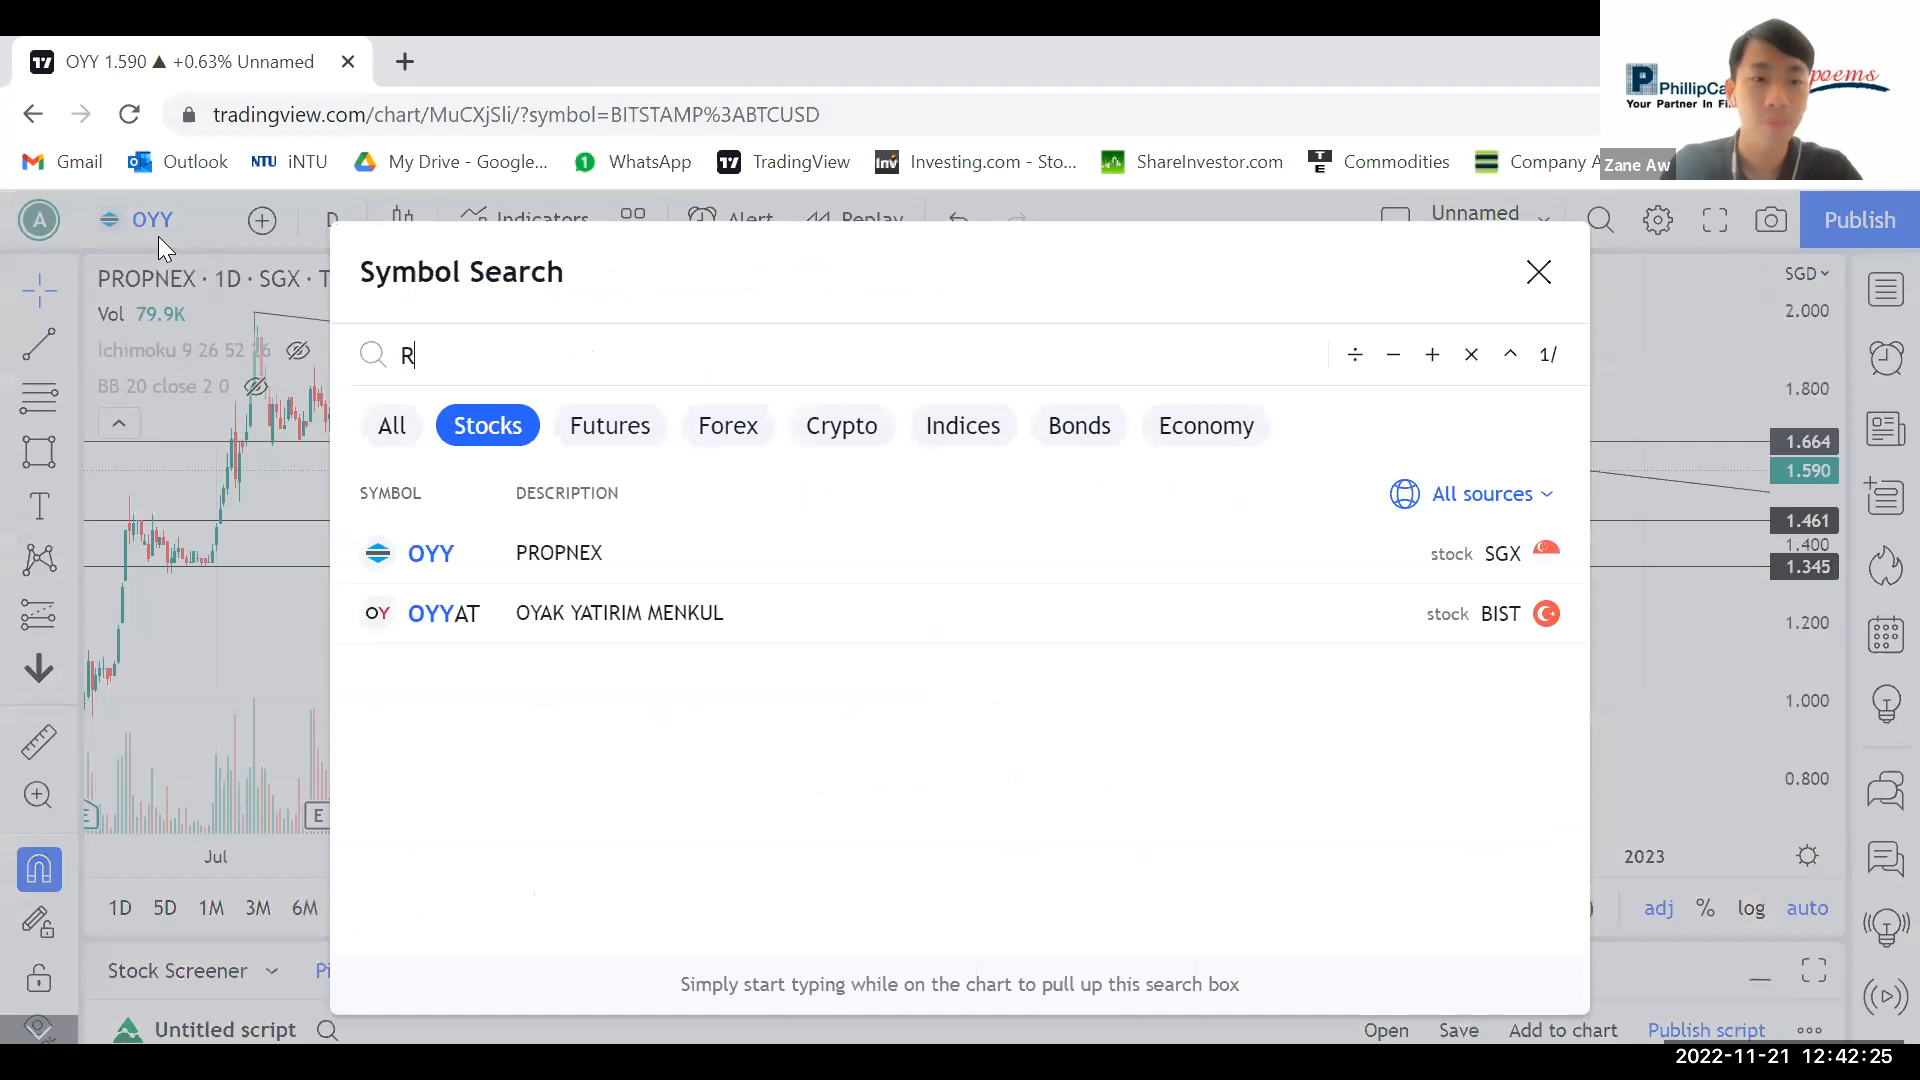 OYY 1.590 ▲ +0.63% Unnamed
tradingview.com/chart/MuCXjSli/?symbol=BITSTAMP%3ABTCUSD
Gmail Outlook NTU iNTU My Drive - Google... WhatsApp TradingView Inv Investing.com - Sto... ShareInvestor.com TE Commodities Company A
PhillipCa poems
Your Partner In Fi
Zane Aw
A OYY D Indicators Alert Replay Unnamed Publish
PROPNEX · 1D · SGX · T
Vol 79.9K
Ichimoku 9 26 52 26
BB 20 close 2 0
Symbol Search
R
÷ − + × ^ 1/
All Stocks Futures Forex Crypto Indices Bonds Economy
SYMBOL DESCRIPTION All sources
OYY PROPNEX stock SGX
OY OYYAT OYAK YATIRIM MENKUL stock BIST
Simply start typing while on the chart to pull up this search box
SGD
2.000
1.800
1.664
1.590
1.461
1.400
1.345
1.200
1.000
0.800
E E
Jul 2023
1D 5D 1M 3M 6M adj % log auto
Stock Screener
Untitled script Open Save Add to chart Publish script
2022-11-21 12:42:25